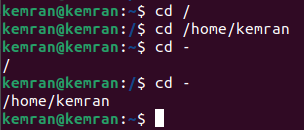 kemran@kemran:~$ cd /
kemran@kemran:/$ cd /home/kemran
kemran@kemran:~$ cd -
/
kemran@kemran:/$ cd -
/home/kemran
kemran@kemran:~$